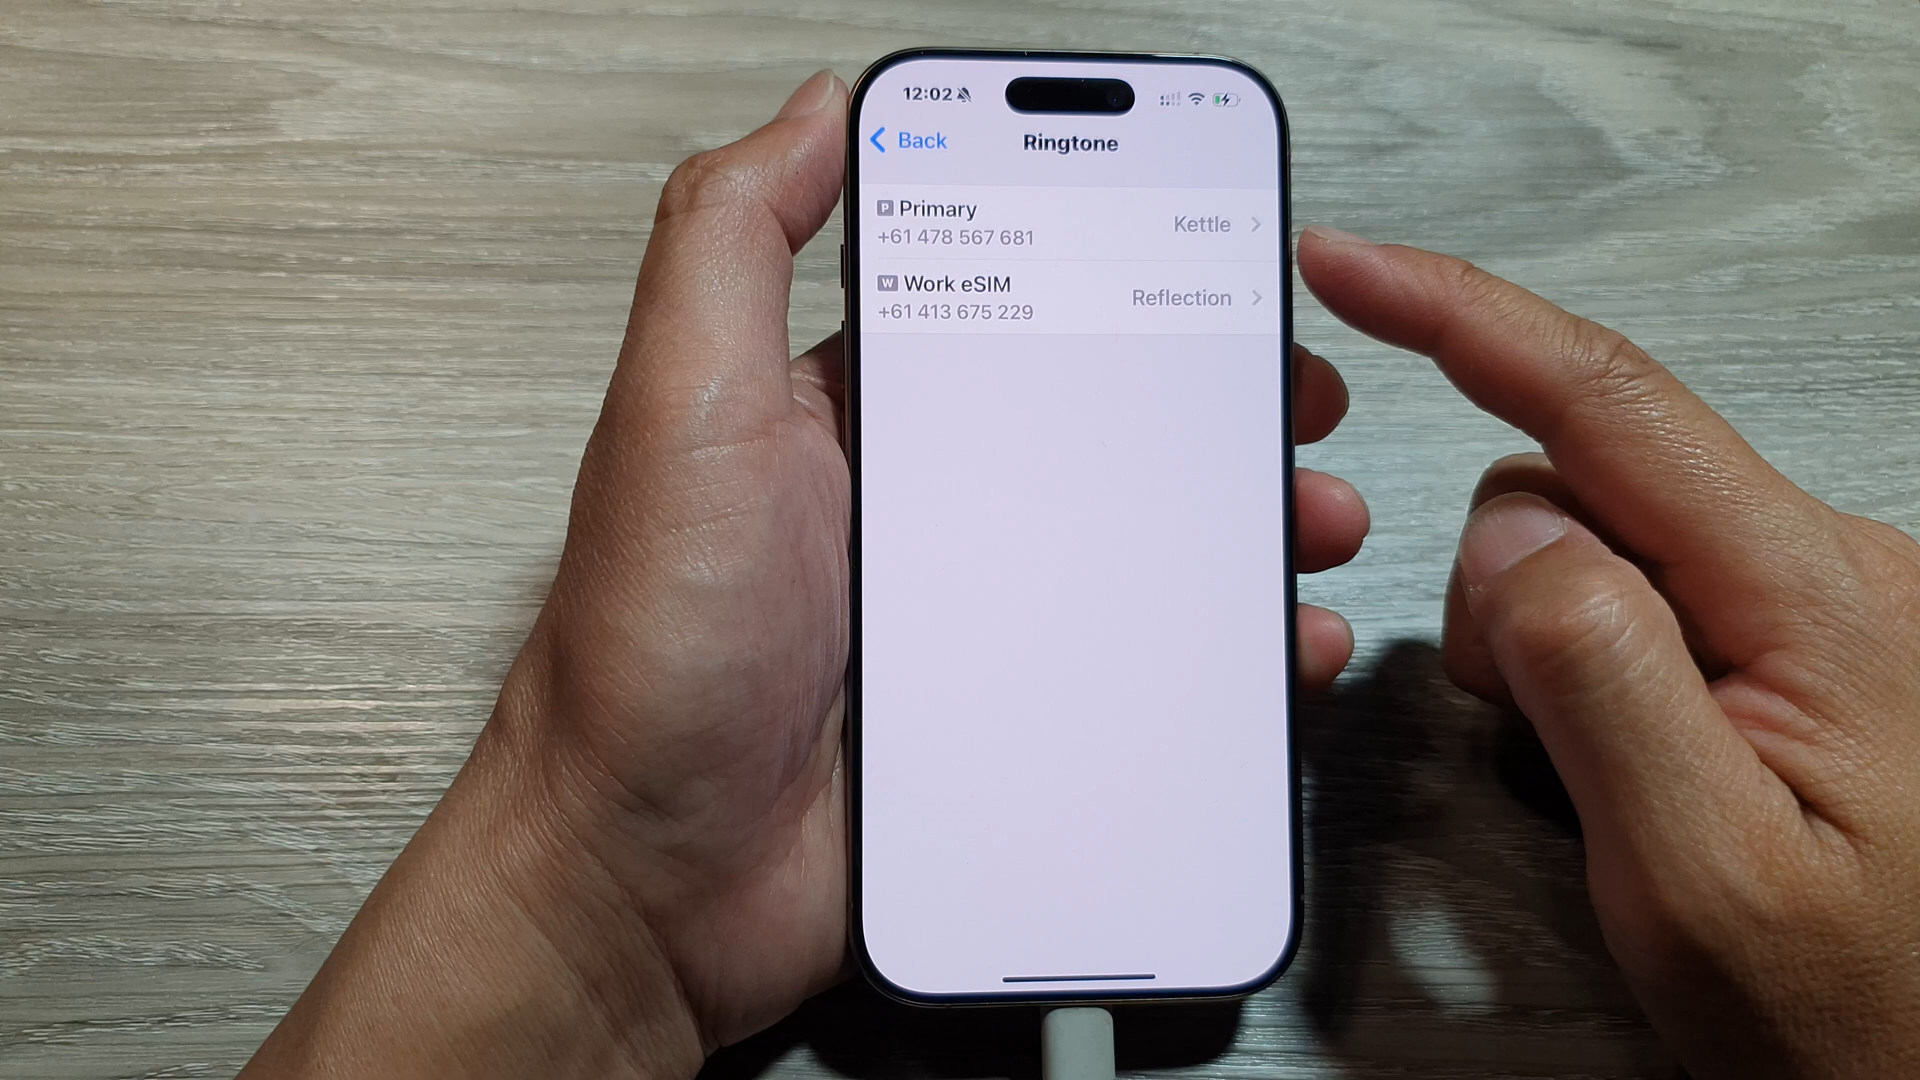 12:02
Back
Ringtone
P Primary
+61 478 567 681
Kettle
W Work eSIM
+61 413 675 229
Reflection